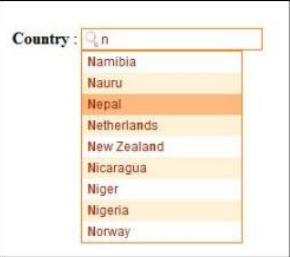 Country : n
Namibia
Nauru
Nepal
Netherlands
New Zealand
Nicaragua
Niger
Nigeria
Norway